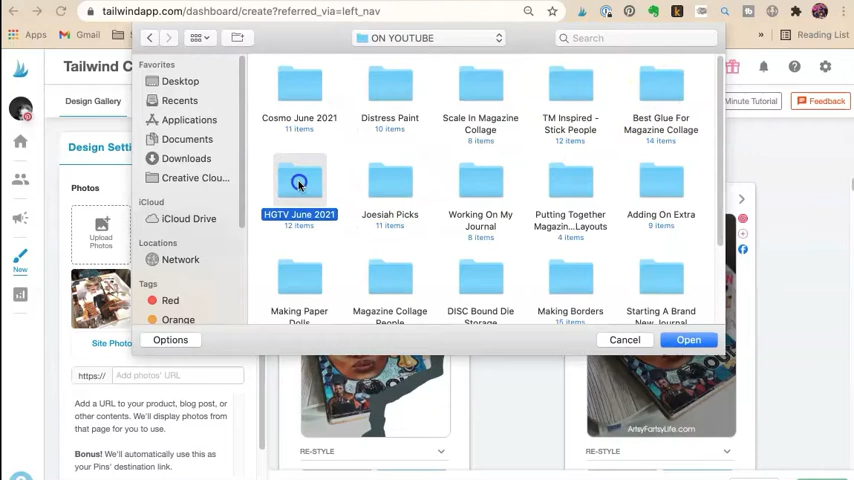 tailwindapp.com/dashboard/create?referred_via=left_nav
Apps
Gmail
Reading List
Tailwind C
Design Gallery
Minute Tutorial
Feedback
Design Setti
Photos
Upload
Photos
Site Photo
https://
Add photos' URL
Add a URL to your product, blog post, or
other contents. We'll display photos from
that page for you to use.
Bonus! We'll automatically use this as
your Pins' destination link.
New
ON YOUTUBE
Search
Favorites
Desktop
Recents
Applications
Documents
Downloads
Creative Clou...
iCloud
iCloud Drive
Locations
Network
Tags
Red
Orange
Cosmo June 2021
11 items
Distress Paint
10 items
Scale In Magazine
Collage
8 items
TM Inspired -
Stick People
12 items
Best Glue For
Magazine Collage
14 items
HGTV June 2021
12 items
Joesiah Picks
11 items
Working On My
Journal
8 items
Putting Together
Magazin...Layouts
4 items
Adding On Extra
9 items
Making Paper
Dolls
Magazine Collage
People
DISC Bound Die
Storage
Making Borders
15 items
Starting A Brand
New Journal
Options
Cancel
Open
ArtsyFartsyLife.com
RE-STYLE
RE-STYLE